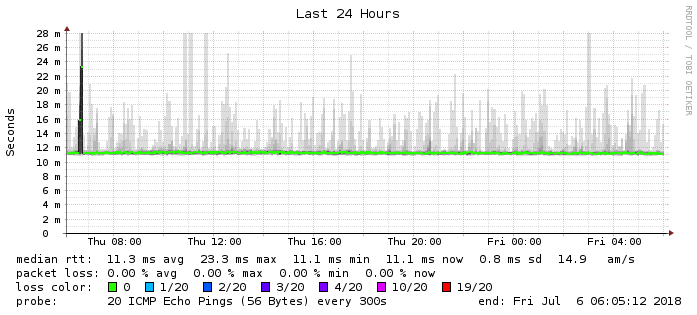 Last 24 Hours
RRDTOOL / TOBI OETIKER
Seconds
28 m
26 m
24 m
22 m
20 m
18 m
16 m
14 m
12 m
10 m
8 m
6 m
4 m
2 m
0
Thu 08:00 Thu 12:00 Thu 16:00 Thu 20:00 Fri 00:00 Fri 04:00
median rtt: 11.3 ms avg 23.3 ms max 11.1 ms min 11.1 ms now 0.8 ms sd 14.9 am/s
packet loss: 0.00 % avg 0.00 % max 0.00 % min 0.00 % now
loss color: 0 1/20 2/20 3/20 4/20 10/20 19/20
probe: 20 ICMP Echo Pings (56 Bytes) every 300s end: Fri Jul 6 06:05:12 2018